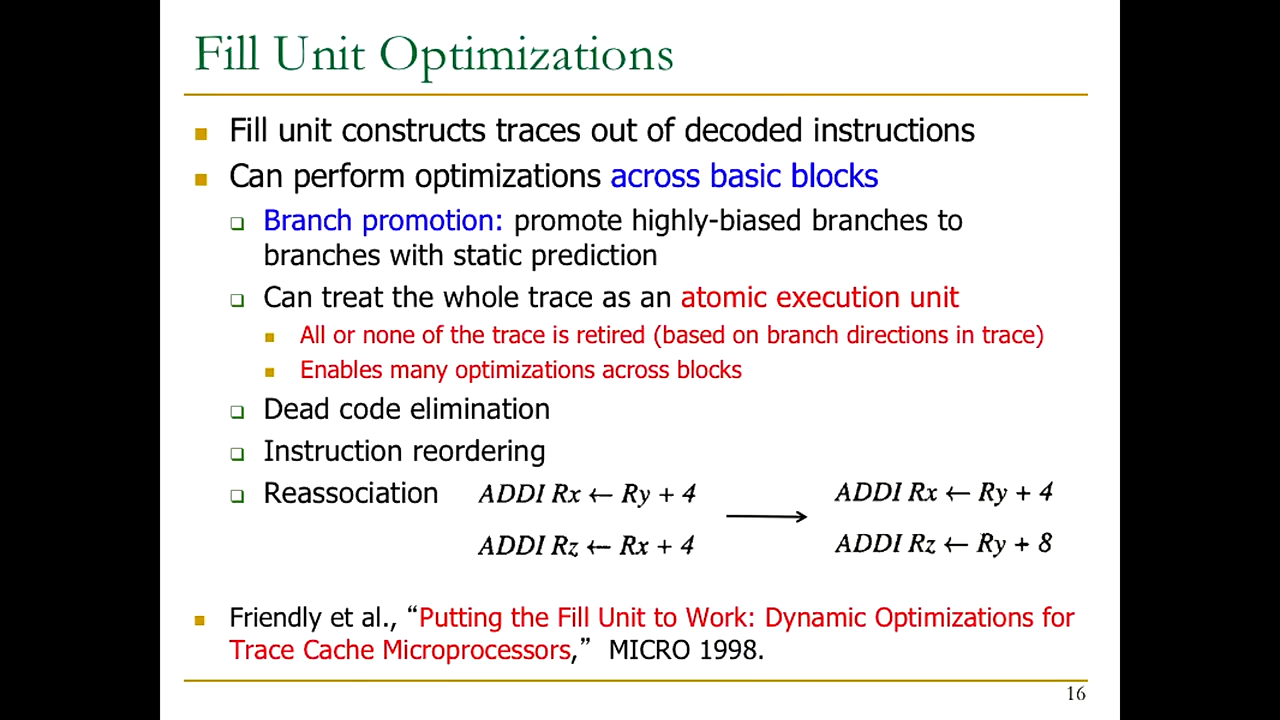 Fill Unit Optimizations
Fill unit constructs traces out of decoded instructions
Can perform optimizations across basic blocks
Branch promotion: promote highly-biased branches to
branches with static prediction
Can treat the whole trace as an atomic execution unit
All or none of the trace is retired (based on branch directions in trace)
Enables many optimizations across blocks
Dead code elimination
Instruction reordering
Reassociation ADDI Rx ← Ry + 4 → ADDI Rx ← Ry + 4
ADDI Rz ← Rx + 4 ADDI Rz ← Ry + 8
Friendly et al., “Putting the Fill Unit to Work: Dynamic Optimizations for
Trace Cache Microprocessors,” MICRO 1998.
16